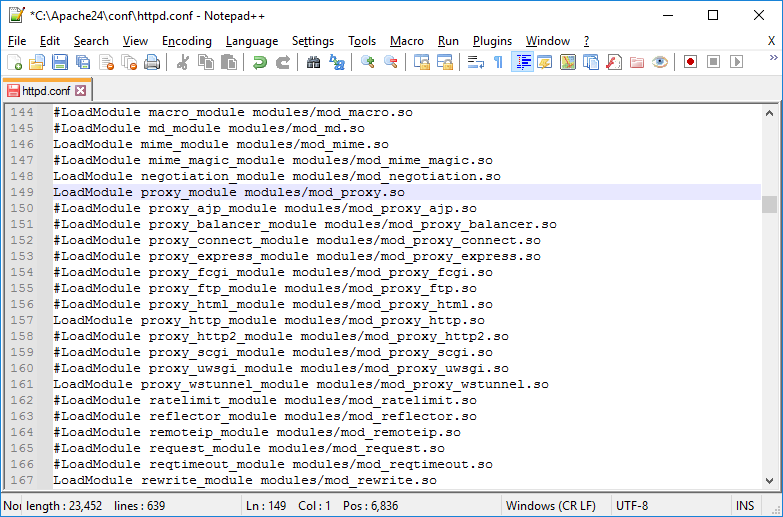 *C:\Apache24\conf\httpd.conf - Notepad++
File Edit Search View Encoding Language Settings Tools Macro Run Plugins Window ? X
httpd.conf
144 #LoadModule macro_module modules/mod_macro.so
145 #LoadModule md_module modules/mod_md.so
146 LoadModule mime_module modules/mod_mime.so
147 #LoadModule mime_magic_module modules/mod_mime_magic.so
148 LoadModule negotiation_module modules/mod_negotiation.so
149 LoadModule proxy_module modules/mod_proxy.so
150 #LoadModule proxy_ajp_module modules/mod_proxy_ajp.so
151 #LoadModule proxy_balancer_module modules/mod_proxy_balancer.so
152 #LoadModule proxy_connect_module modules/mod_proxy_connect.so
153 #LoadModule proxy_express_module modules/mod_proxy_express.so
154 #LoadModule proxy_fcgi_module modules/mod_proxy_fcgi.so
155 #LoadModule proxy_ftp_module modules/mod_proxy_ftp.so
156 #LoadModule proxy_html_module modules/mod_proxy_html.so
157 LoadModule proxy_http_module modules/mod_proxy_http.so
158 #LoadModule proxy_http2_module modules/mod_proxy_http2.so
159 #LoadModule proxy_scgi_module modules/mod_proxy_scgi.so
160 #LoadModule proxy_uwsgi_module modules/mod_proxy_uwsgi.so
161 LoadModule proxy_wstunnel_module modules/mod_proxy_wstunnel.so
162 #LoadModule ratelimit_module modules/mod_ratelimit.so
163 #LoadModule reflector_module modules/mod_reflector.so
164 #LoadModule remoteip_module modules/mod_remoteip.so
165 #LoadModule request_module modules/mod_request.so
166 #LoadModule reqtimeout_module modules/mod_reqtimeout.so
167 LoadModule rewrite_module modules/mod_rewrite.so
length : 23,452 lines : 639 Ln : 149 Col : 1 Pos : 6,836 Windows (CR LF) UTF-8 INS